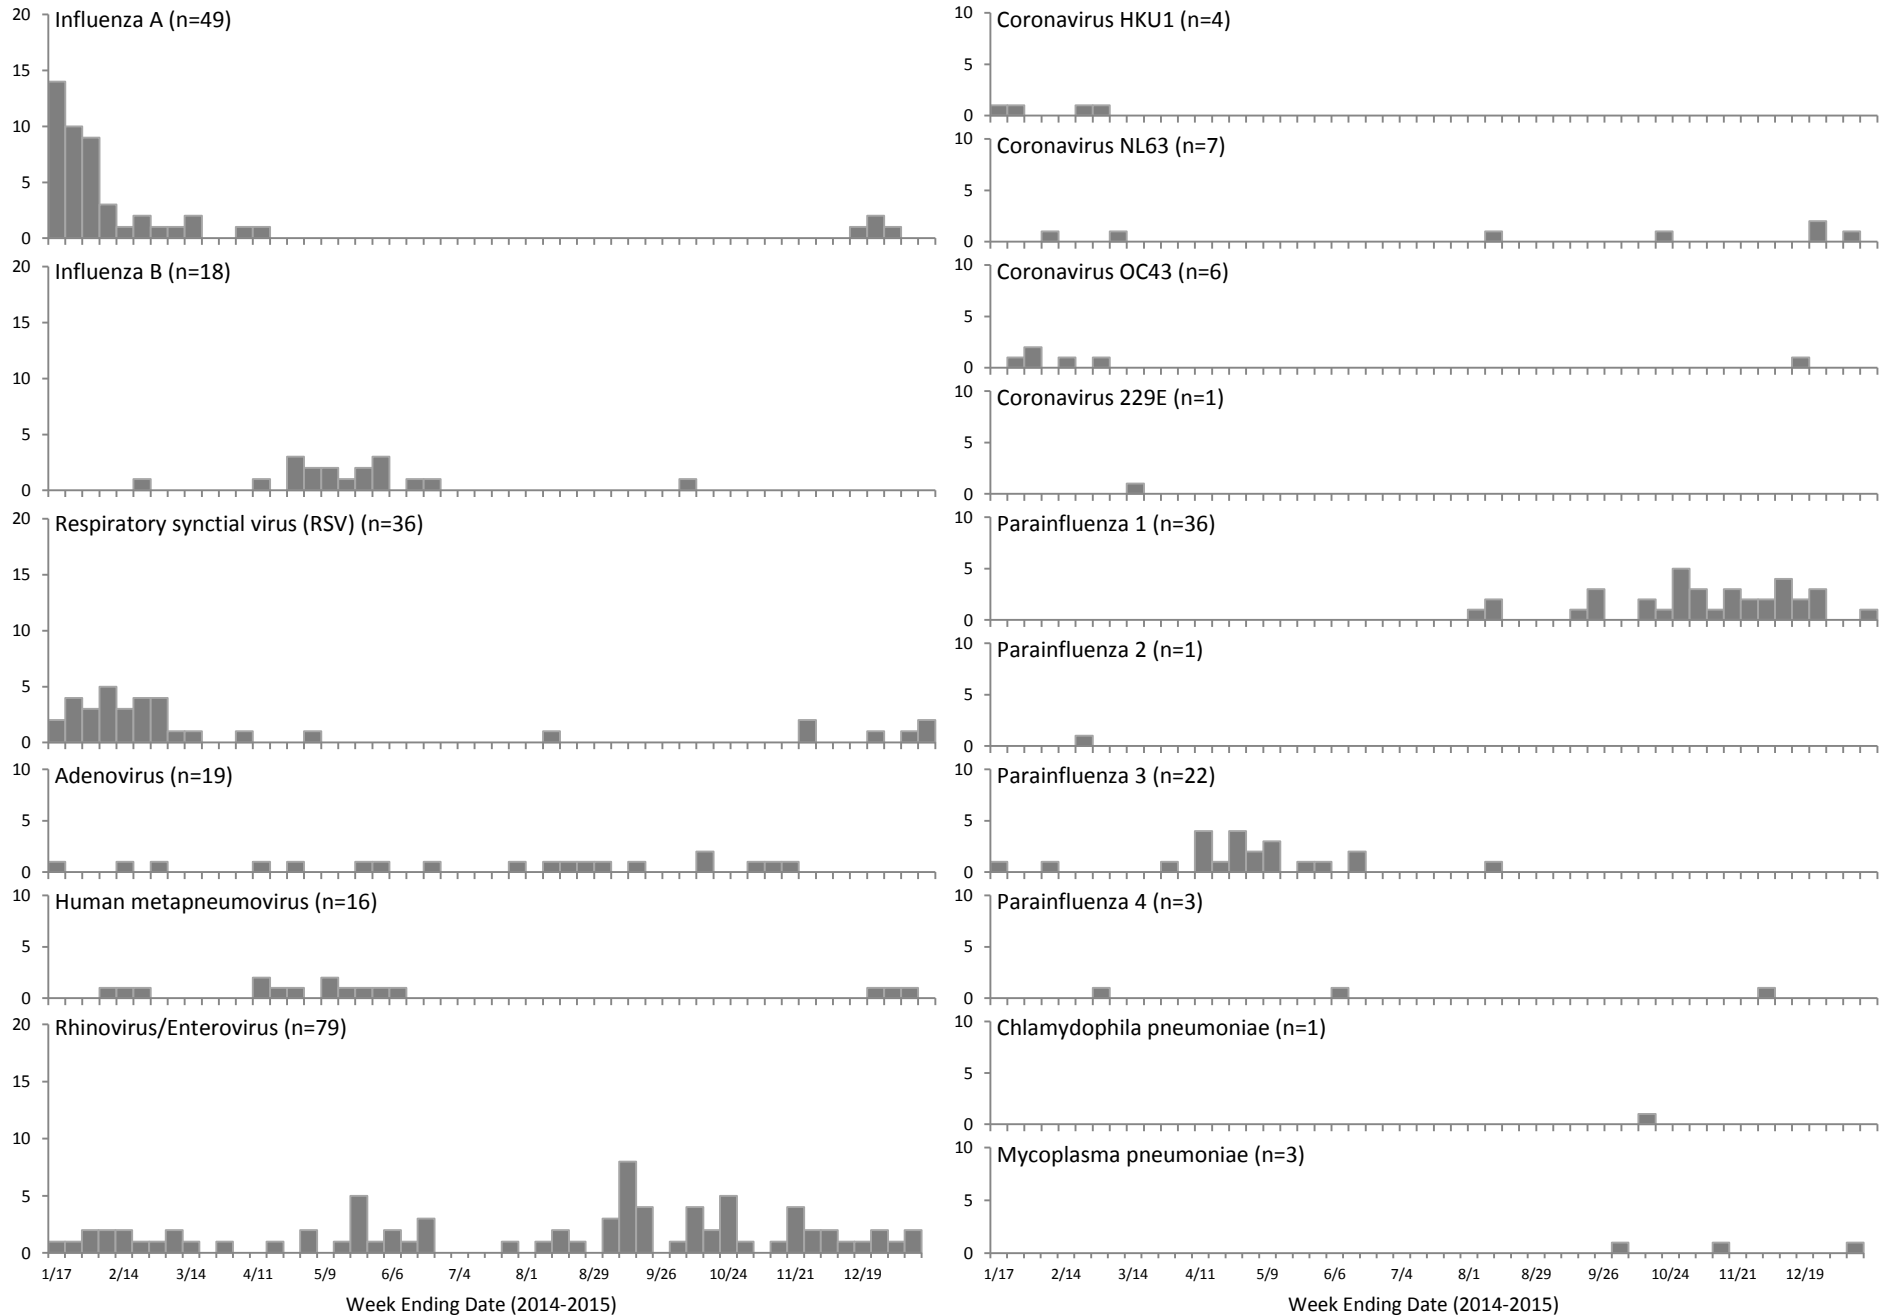 Influenza A (n=49)
20
15
10
5
0
Influenza B (n=18)
20
15
10
5
0
Respiratory synctial virus (RSV) (n=36)
20
15
10
5
0
Adenovirus (n=19)
10
5
0
Human metapneumovirus (n=16)
10
5
0
Rhinovirus/Enterovirus (n=79)
20
15
10
5
0
1/17 2/14 3/14 4/11 5/9 6/6 7/4 8/1 8/29 9/26 10/24 11/21 12/19
Week Ending Date (2014-2015)
Coronavirus HKU1 (n=4)
10
5
0
Coronavirus NL63 (n=7)
10
5
0
Coronavirus OC43 (n=6)
10
5
0
Coronavirus 229E (n=1)
10
5
0
Parainfluenza 1 (n=36)
10
5
0
Parainfluenza 2 (n=1)
10
5
0
Parainfluenza 3 (n=22)
10
5
0
Parainfluenza 4 (n=3)
10
5
0
Chlamydophila pneumoniae (n=1)
10
5
0
Mycoplasma pneumoniae (n=3)
10
5
0
1/17 2/14 3/14 4/11 5/9 6/6 7/4 8/1 8/29 9/26 10/24 11/21 12/19
Week Ending Date (2014-2015)